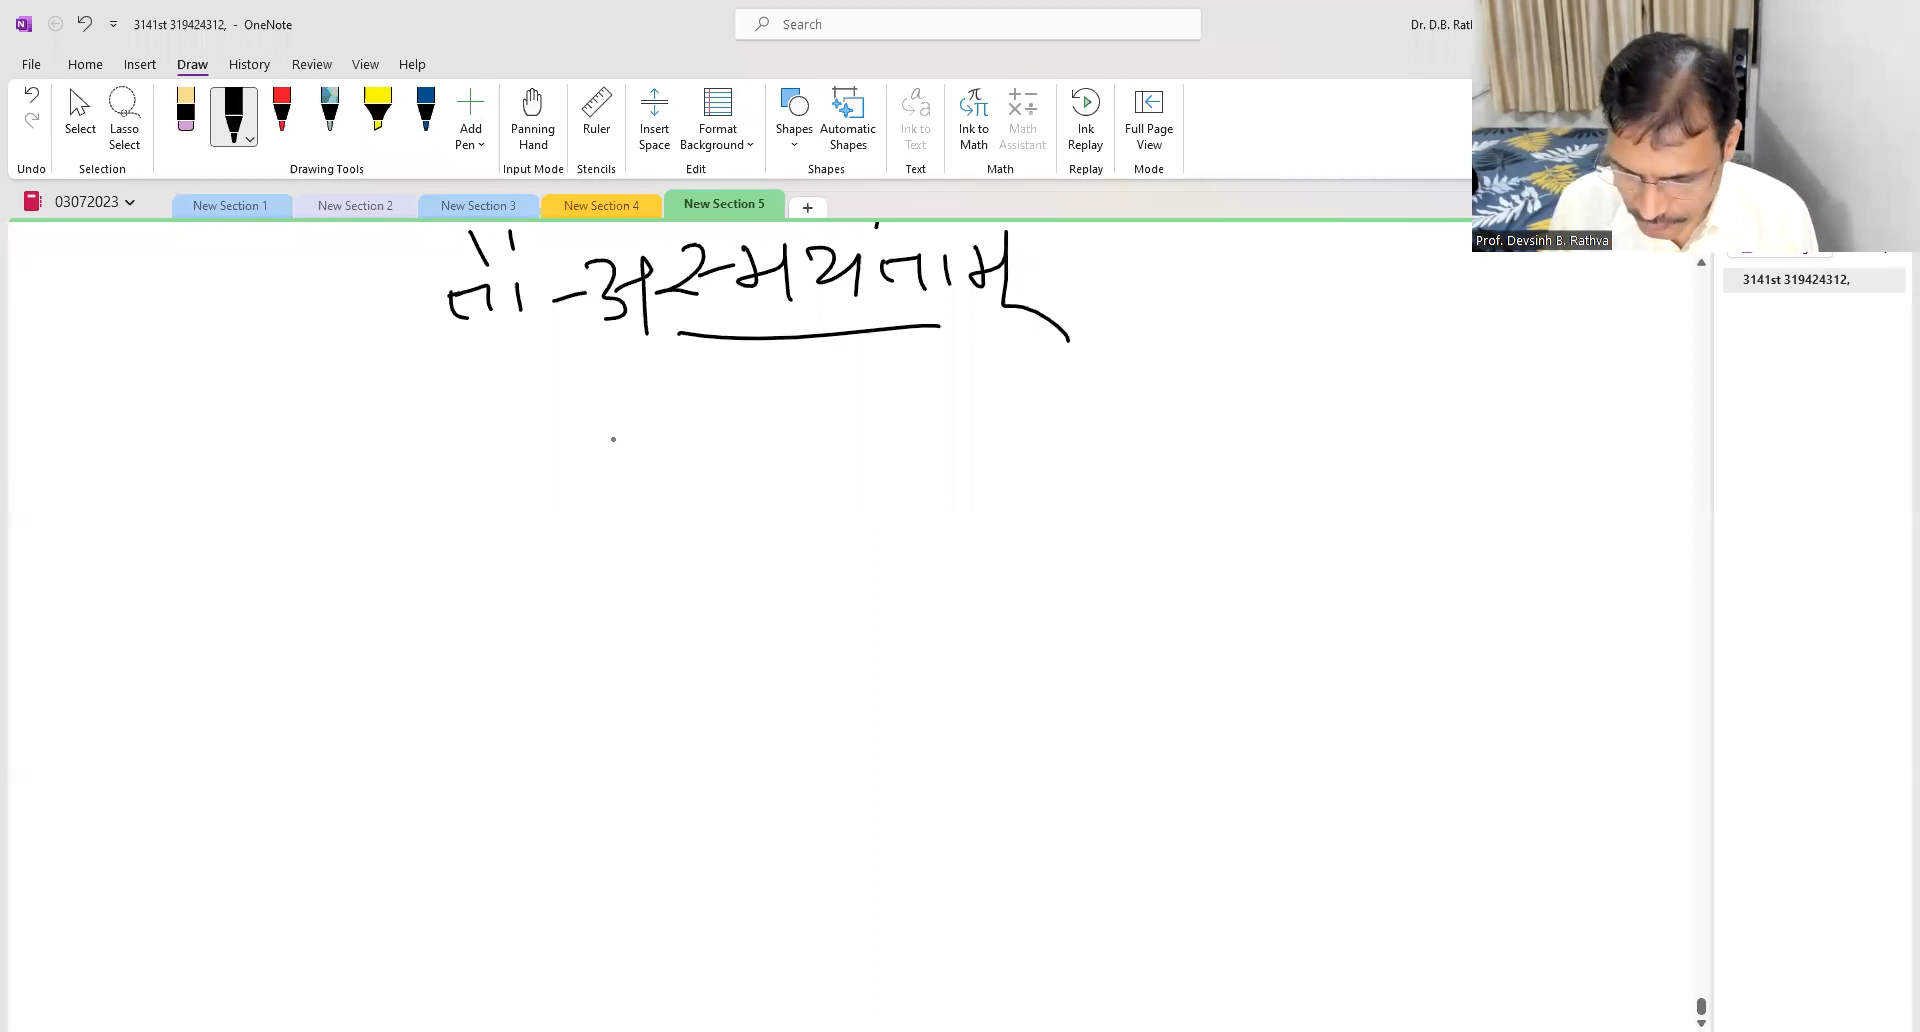 3141st 319424312, - OneNote
Search
Dr. D.B. Rath
File Home Insert Draw History Review View Help
Select
Lasso Select
Add Pen
Panning Hand
Ruler
Insert Space
Format Background
Shapes
Automatic Shapes
Ink to Text
Ink to Math
Math Assistant
Ink Replay
Full Page View
Undo Selection Drawing Tools Input Mode Stencils Edit Shapes Text Math Replay Mode
03072023 New Section 1 New Section 2 New Section 3 New Section 4 New Section 5 +
Prof. Devsinh B. Rathva
3141st 319424312,